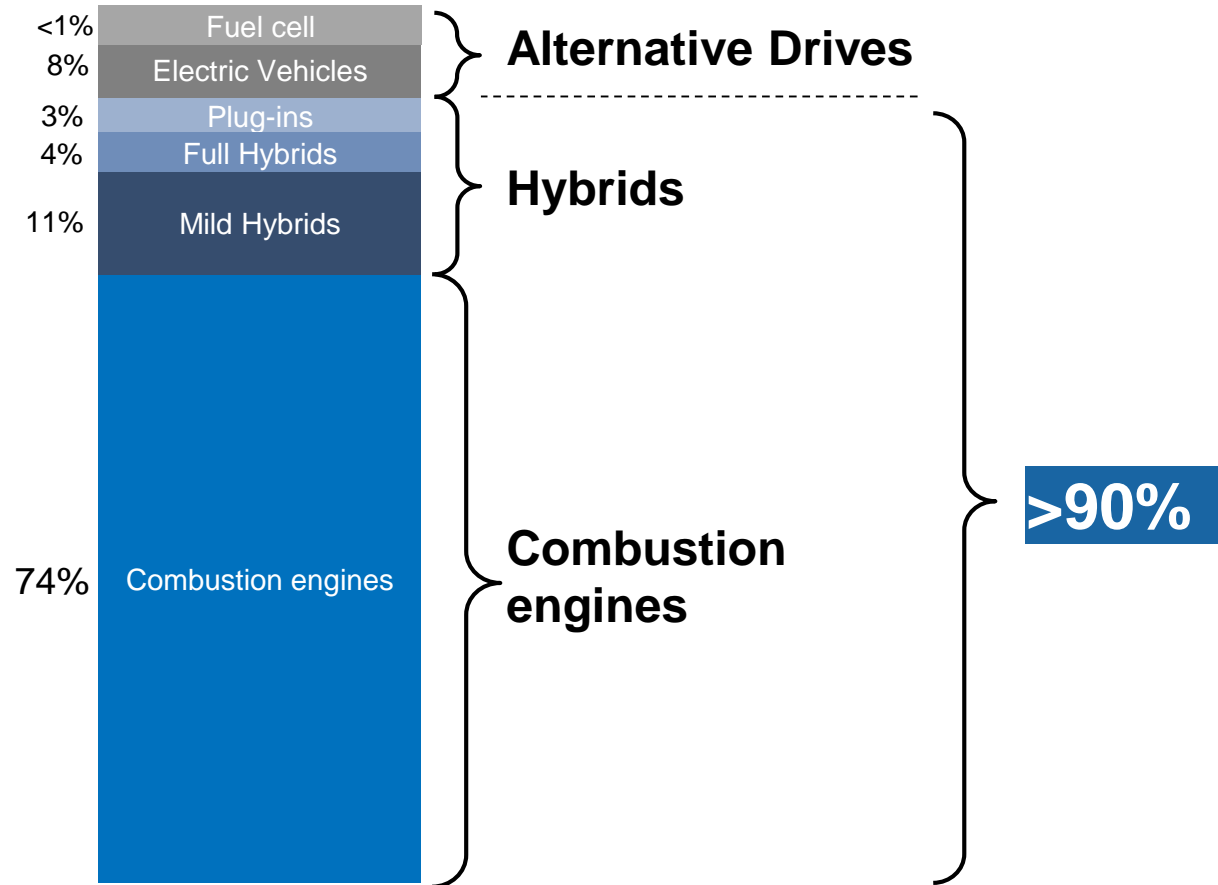 <1%
Fuel cell
8%
Electric Vehicles
Alternative Drives
3%
Plug-ins
4%
Full Hybrids
11%
Mild Hybrids
Hybrids
74%
Combustion engines
Combustion
engines
>90%